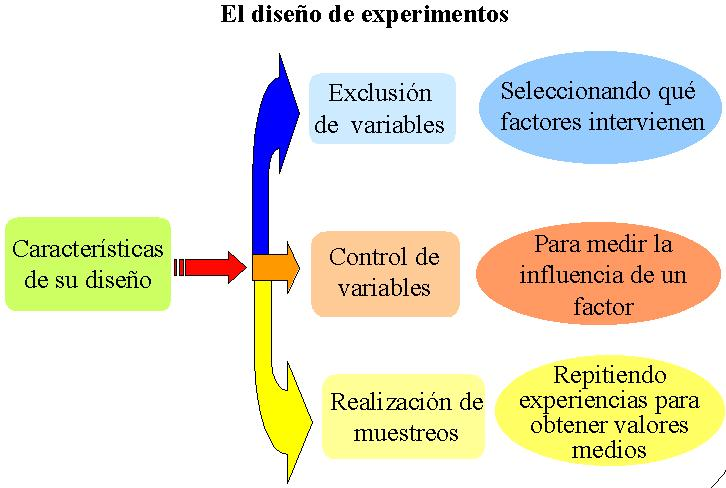 El diseño de experimentos
Exclusión
de variables
Seleccionando qué
factores intervienen
Características
de su diseño
Control de
variables
Para medir la
influencia de un
factor
Realización de
muestreos
Repitiendo
experiencias para
obtener valores
medios